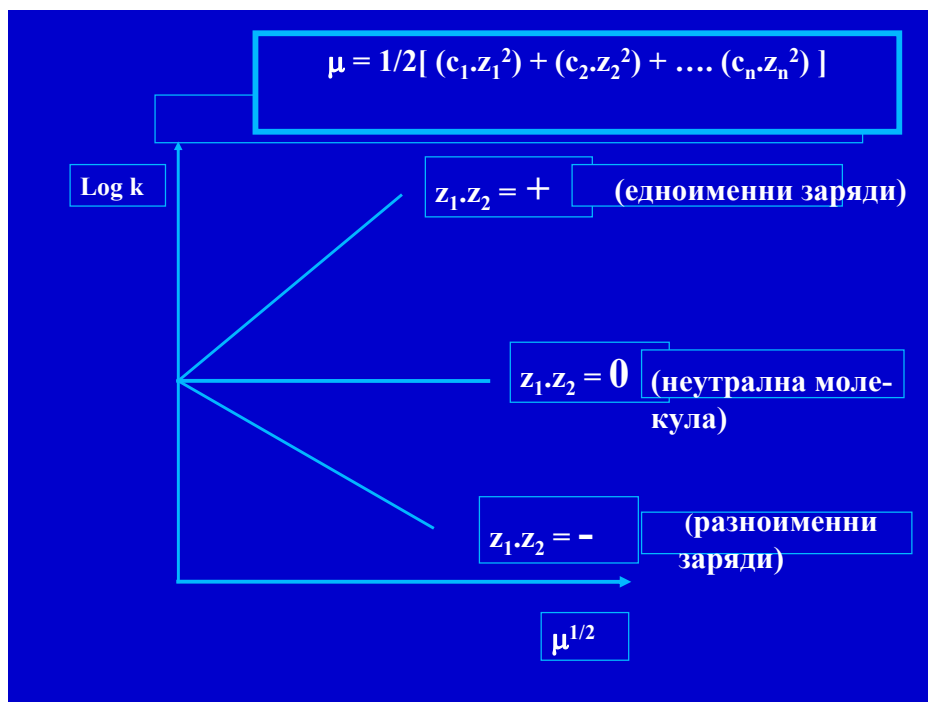 μ = 1/2[ (c₁.z₁²) + (c₂.z₂²) + …. (cₙ.zₙ²) ]
Log k
z₁.z₂ = + (едноименни заряди)
z₁.z₂ = 0 (неутрална моле-
кула)
z₁.z₂ = - (разноименни
заряди)
μ¹/²